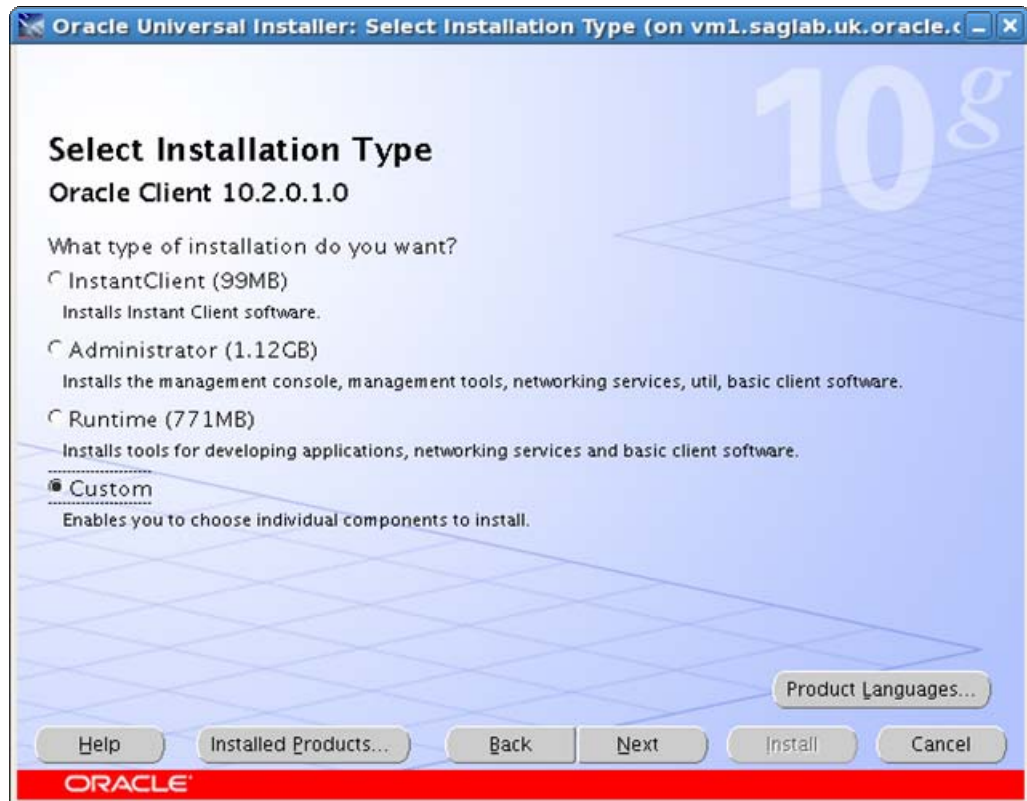 Oracle Universal Installer: Select Installation Type (on vm1.saglab.uk.oracle.c
10g
Select Installation Type
Oracle Client 10.2.0.1.0
What type of installation do you want?
InstantClient (99MB)
Installs Instant Client software.
Administrator (1.12GB)
Installs the management console, management tools, networking services, util, basic client software.
Runtime (771MB)
Installs tools for developing applications, networking services and basic client software.
Custom
Enables you to choose individual components to install.
Product Languages...
Help Installed Products... Back Next Install Cancel
ORACLE